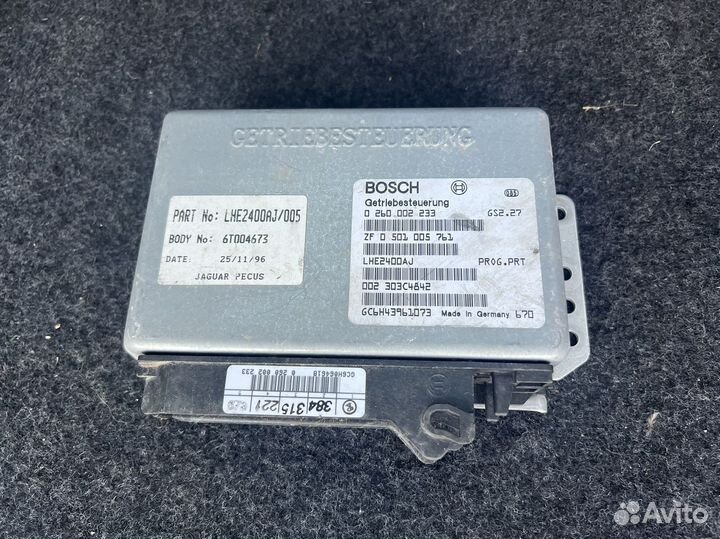 GETRIEBESTEUERUNG
PART No: LHE2400AJ/005
BODY No: 6T004673
DATE: 25/11/96
JAGUAR PECUS
BOSCH
Getriebesteuerung
0 260 002 233 GS2.27
ZF 0 501 005 761
LHE2400AJ PROG.PRT
002 303C4842
GC6H43961073 Made in Germany 670
384 315 221
GC6H064618 0 260 002 233
Avito